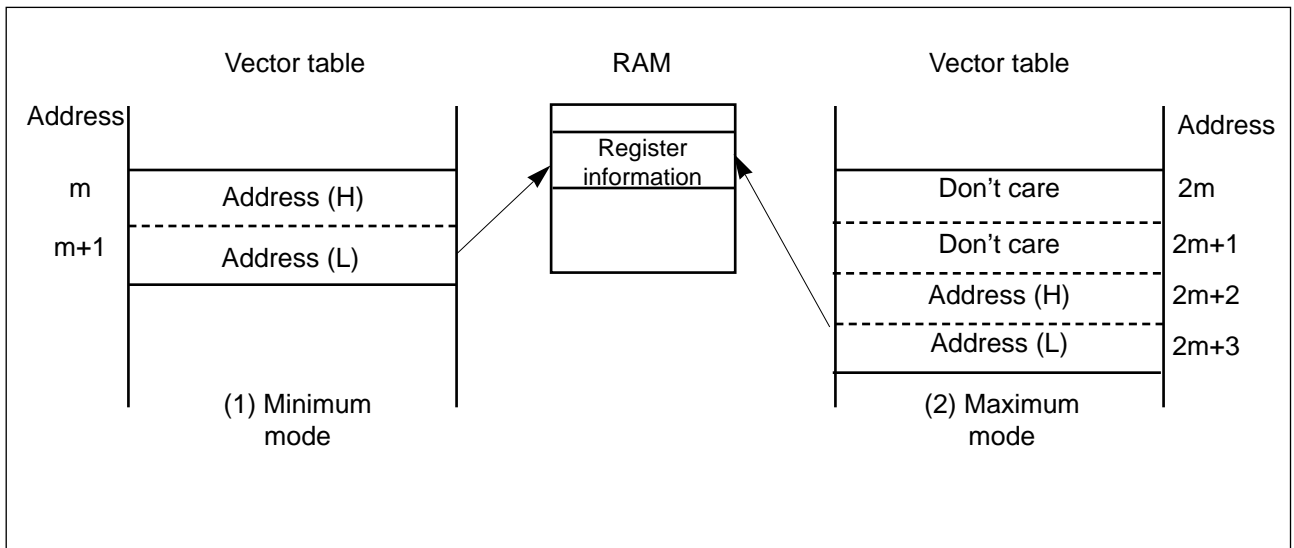 Vector table
RAM
Vector table
Address
Address
Register
information
m
Address (H)
m+1
Address (L)
Don't care
2m
Don't care
2m+1
Address (H)
2m+2
Address (L)
2m+3
(1) Minimum
mode
(2) Maximum
mode